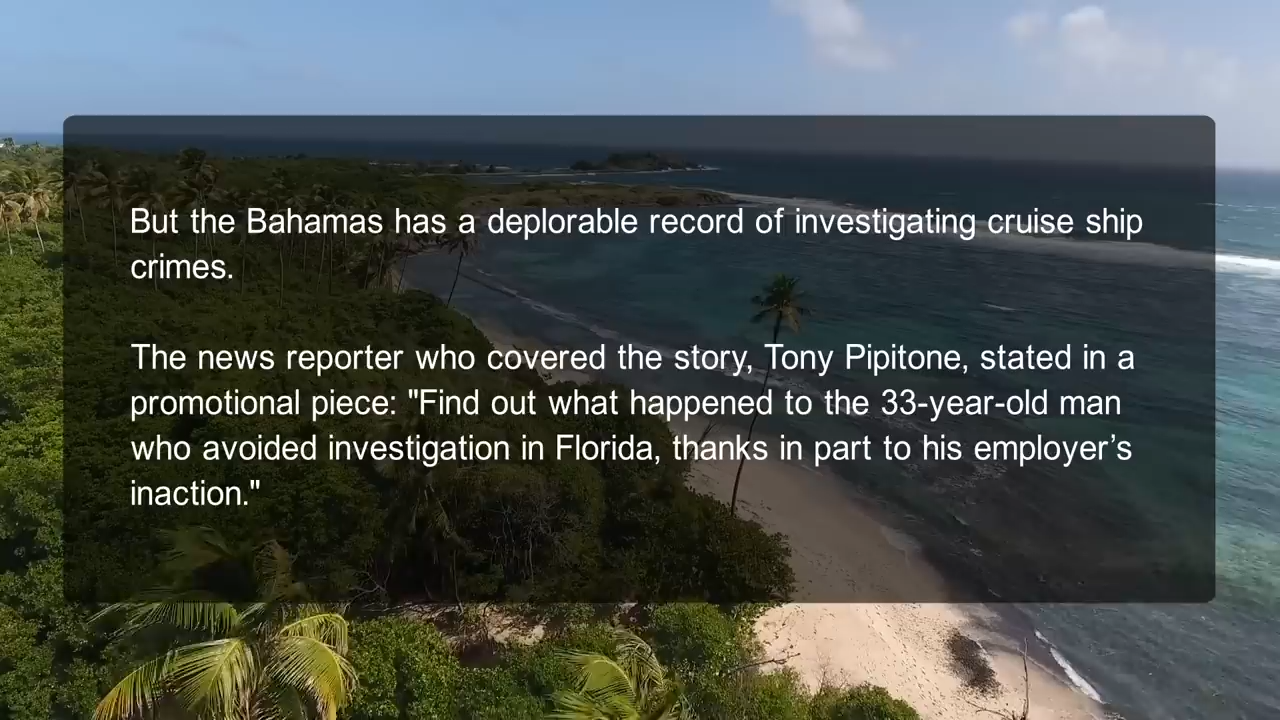 But the Bahamas has a deplorable record of investigating cruise ship
crimes.
The news reporter who covered the story, Tony Pipitone, stated in a
promotional piece: "Find out what happened to the 33-year-old man
who avoided investigation in Florida, thanks in part to his employer’s
inaction."